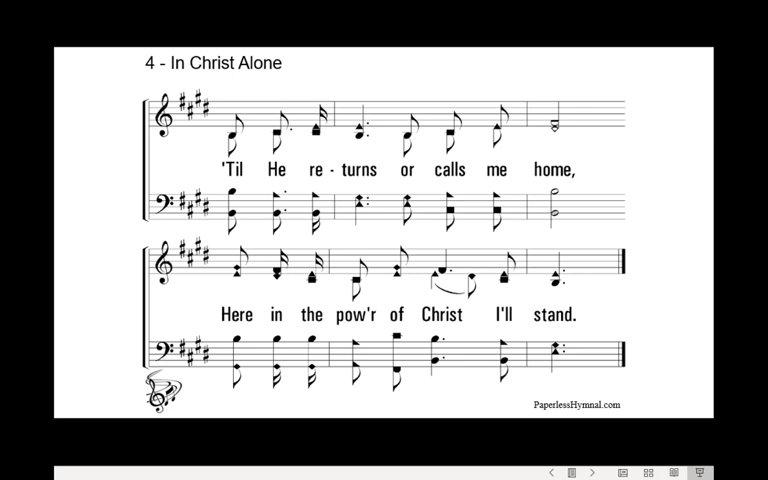 4 - In Christ Alone
'Til He re - turns or calls me home,
Here in the pow'r of Christ I'll stand.
PaperlessHymnal.com